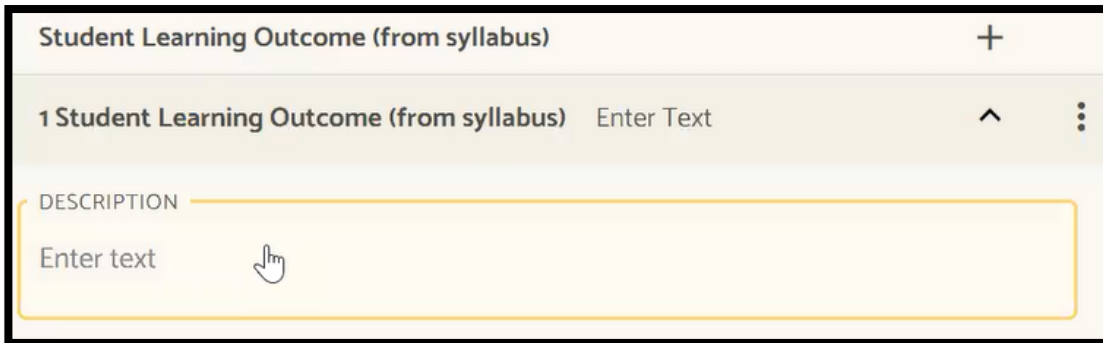 Student Learning Outcome (from syllabus)
1 Student Learning Outcome (from syllabus) Enter Text
DESCRIPTION
Enter text